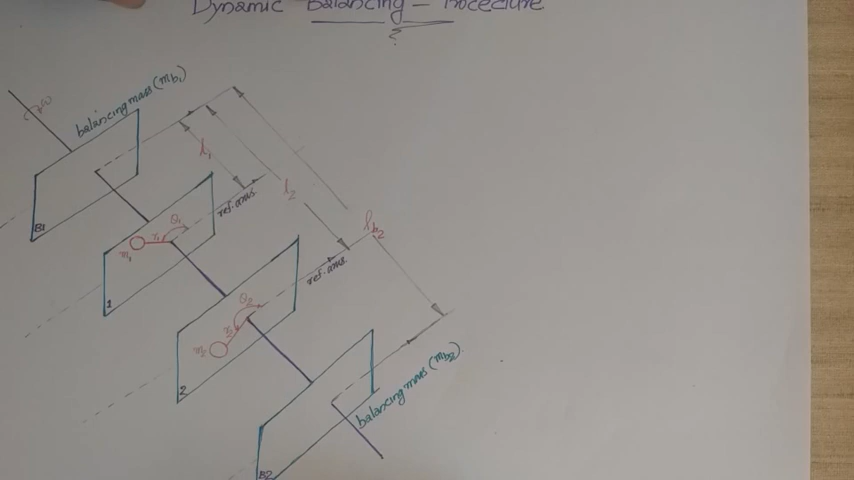 Dynamic Balancing - Procedure
?
ω
balancing mass (mb1)
l1
l2
lb2
B1
ref. axis
θ1
m1
r1
1
ref. axis
θ2
m2
r2
2
balancing mass (mb2).
B2